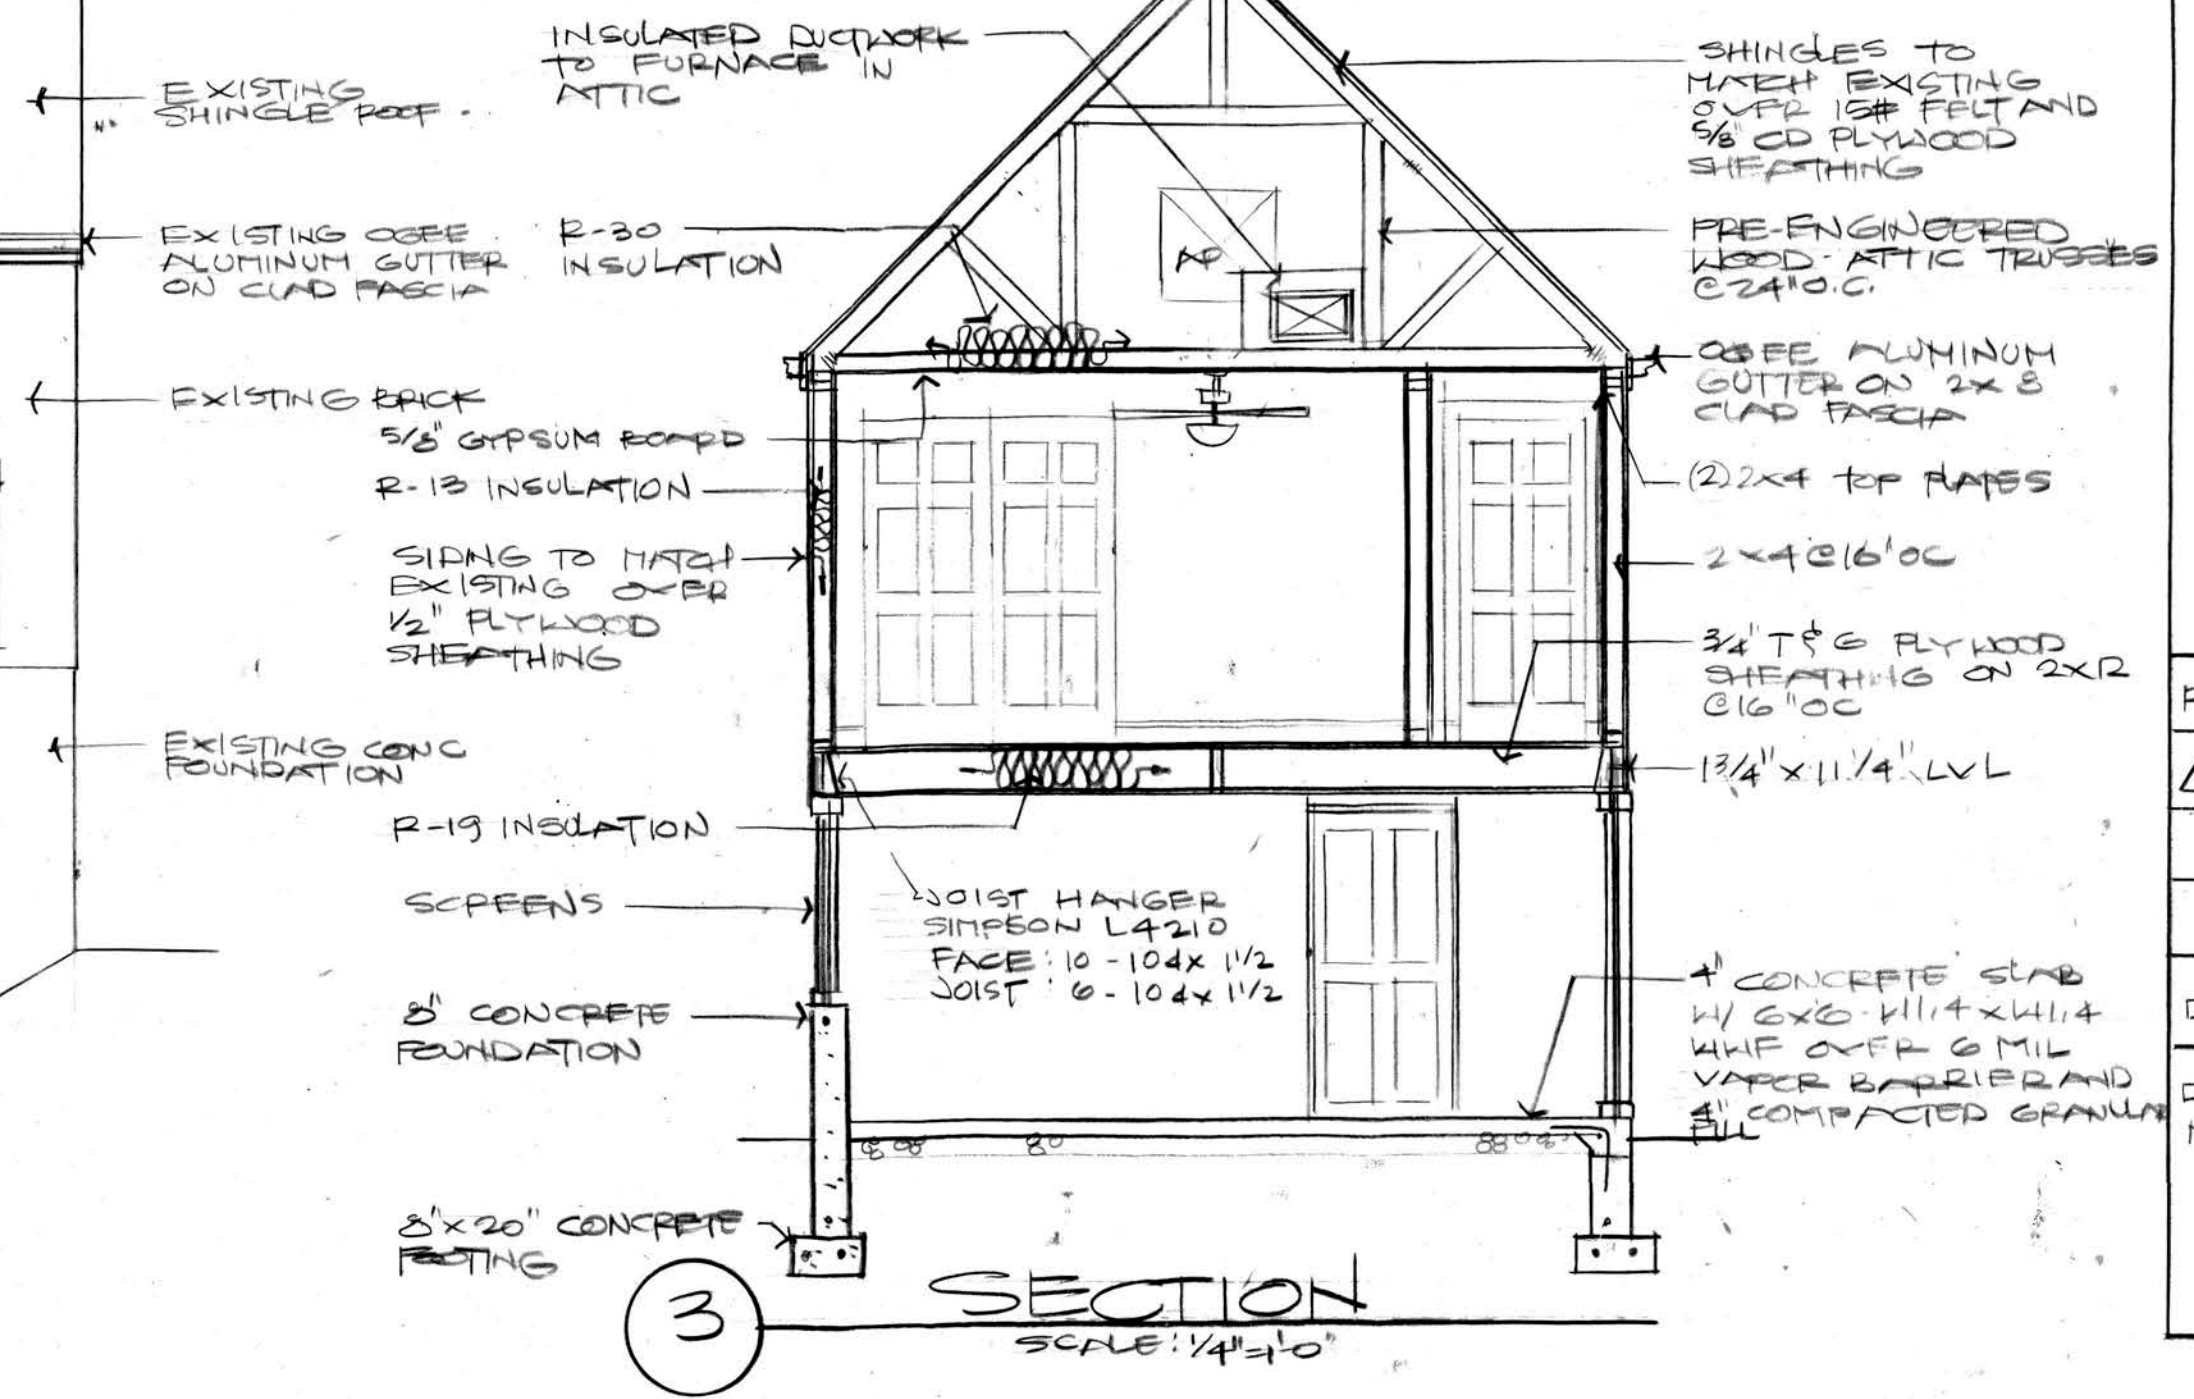 EXISTING
SHINGLE ROOF
EXISTING OGEE
ALUMINUM GUTTER
ON CLAD FASCIA
EXISTING BRICK
EXISTING CONC
FOUNDATION
INSULATED DUCTWORK
TO FURNACE IN
ATTIC
R-30
INSULATION
5/8" GYPSUM BOARD
R-13 INSULATION
SIDING TO MATCH
EXISTING OVER
1/2" PLYWOOD
SHEATHING
R-19 INSULATION
SCREENS
8" CONCRETE
FOUNDATION
8"x20" CONCRETE
FOOTING
AP
JOIST HANGER
SIMPSON L4210
FACE: 10-10dx 1 1/2
JOIST: 6-10dx 1 1/2
SHINGLES TO
MATCH EXISTING
OVER 15# FELT AND
5/8" CD PLYWOOD
SHEATHING
PRE-ENGINEERED
WOOD-ATTIC TRUSSES
@24"O.C.
OGEE ALUMINUM
GUTTER ON 2x8
CLAD FASCIA
(2)2x4 TOP PLATES
2x4@16'OC
3/4" T&G PLYWOOD
SHEATHING ON 2X12
@16"OC
1 3/4" x 11 1/4" LVL
4" CONCRETE SLAB
W/ 6x6-W1.4xW1.4
WWF OVER 6 MIL
VAPOR BARRIER AND
4" COMPACTED GRANULAR
FILL
3
SECTION
SCALE: 1/4"=1'0"